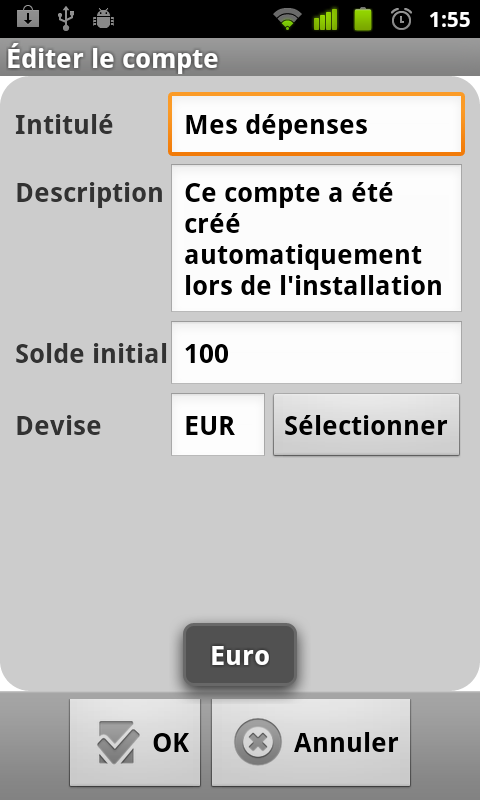 1:55
Éditer le compte
Intitulé
Mes dépenses
Description
Ce compte a été
créé
automatiquement
lors de l'installation
Solde initial
100
Devise
EUR
Sélectionner
Euro
OK
Annuler